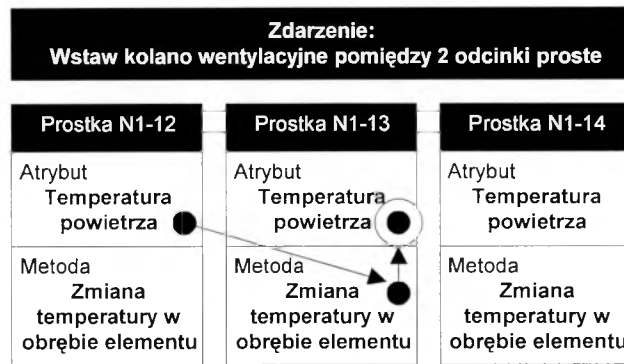 Zdarzenie:
Wstaw kolano wentylacyjne pomiędzy 2 odcinki proste
Prostka N1-12
Atrybut
Temperatura
powietrza
Metoda
Zmiana
temperatury w
obrębie elementu
Prostka N1-13
Atrybut
Temperatura
powietrza
Metoda
Zmiana
temperatury w
obrębie elementu
Prostka N1-14
Atrybut
Temperatura
powietrza
Metoda
Zmiana
temperatury w
obrębie elementu